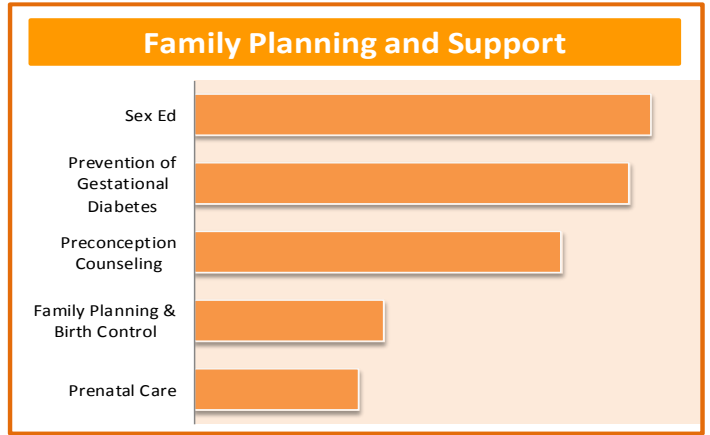 Family Planning and Support
Sex Ed
Prevention of
Gestational
Diabetes
Preconception
Counseling
Family Planning &
Birth Control
Prenatal Care